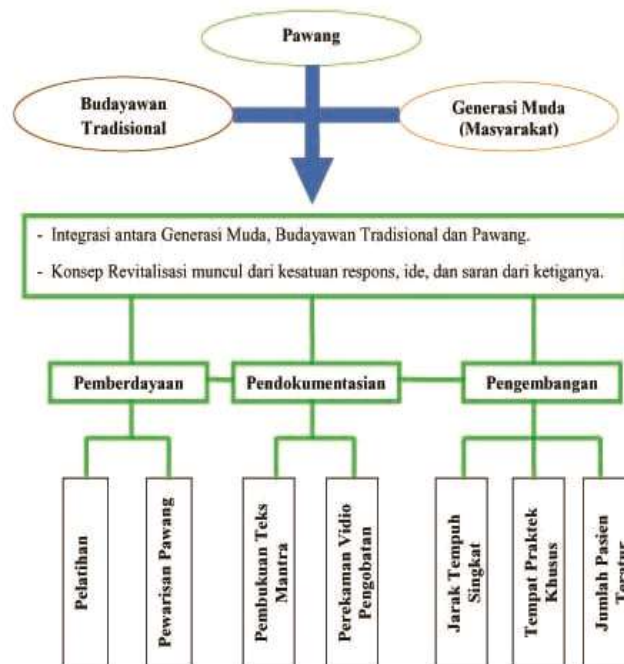 Pawang
Budayawan
Tradisional
Generasi Muda
(Masyarakat)
- Integrasi antara Generasi Muda, Budayawan Tradisional dan Pawang.
- Konsep Revitalisasi muncul dari kesatuan respons, ide, dan saran dari ketiganya.
Pemberdayaan
Pendokumentasian
Pengembangan
Pelatihan
Pewarisan Pawang
Pembukuan Teks
Mantra
Perekaman Vidio
Pengobatan
Jarak Tempuh
Singkat
Tempat Praktek
Khusus
Jumlah Pasien
Teratur